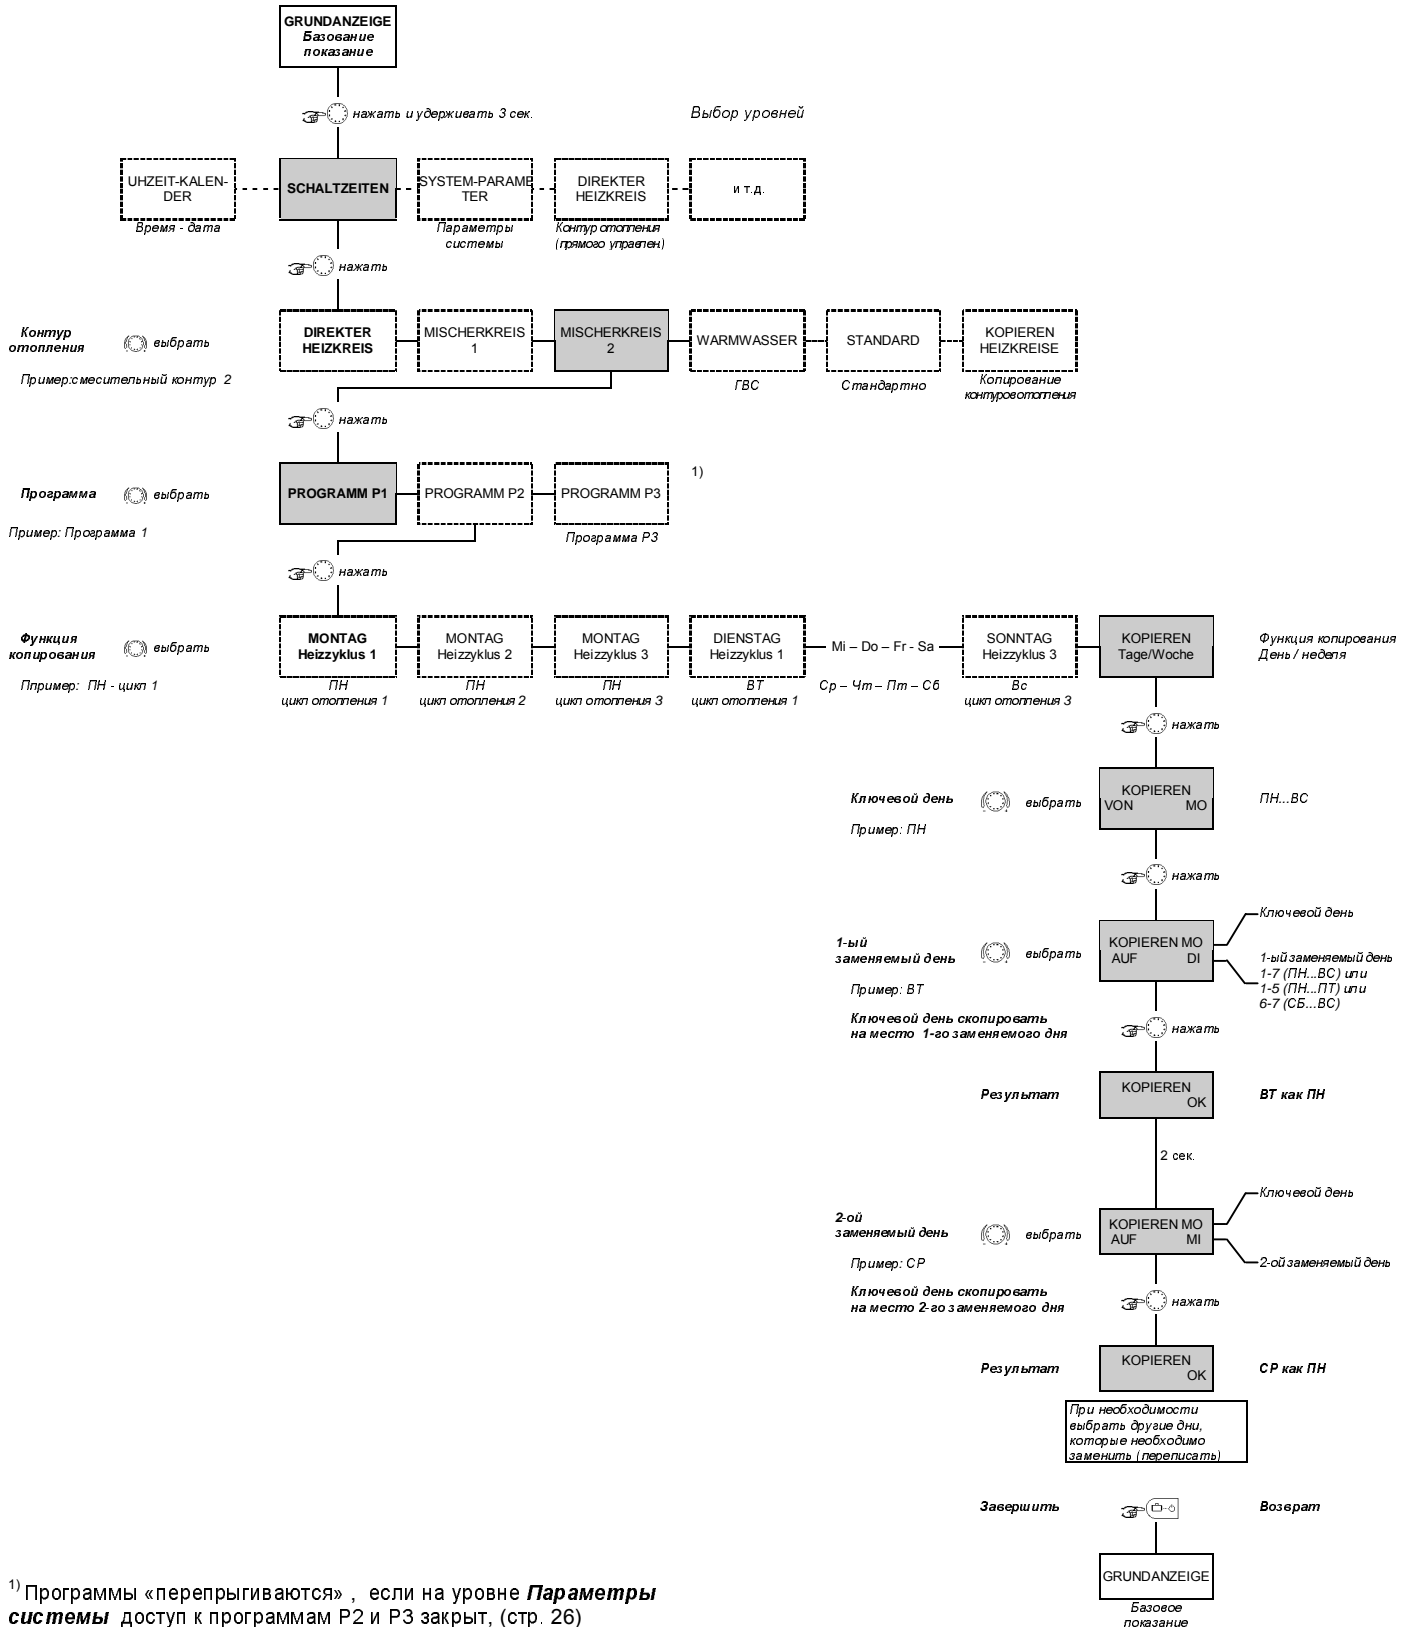 GRUNDANZEIGE
Базование
показание
нажать и удерживать 3 сек.
Выбор уровней
UHZEIT-KALEN-
DER
SCHALTZEITEN
SYSTEM-PARAME
TER
DIREKTER
HEIZKREIS
и т.д.
Время - дата
Параметры
системы
Контур отопления
(прямого управлен.)
нажать
Контур
отопления
выбрать
DIREKTER
HEIZKREIS
MISCHERKREIS
1
MISCHERKREIS
2
WARMWASSER
STANDARD
KOPIEREN
HEIZKREISE
Пример:смесительный контур 2
ГВС
Стандартно
Копирование
контуров отопления
нажать
1)
Программа
выбрать
PROGRAMM P1
PROGRAMM P2
PROGRAMM P3
Пример: Программа 1
Программа P3
нажать
Функция
копирования
выбрать
MONTAG
Heizzyklus 1
MONTAG
Heizzyklus 2
MONTAG
Heizzyklus 3
DIENSTAG
Heizzyklus 1
Mi – Do – Fr - Sa
SONNTAG
Heizzyklus 3
KOPIEREN
Tage/Woche
Функция копирования
День / неделя
Ппример: ПН - цикл 1
ПН
цикл отопления 1
ПН
цикл отопления 2
ПН
цикл отопления 3
ВТ
цикл отопления 1
Ср – Чт – Пт – Сб
Вс
цикл отопления 3
нажать
Ключевой день
выбрать
KOPIEREN
VON MO
ПН...ВС
Пример: ПН
нажать
Ключевой день
1-ый
заменяемый день
выбрать
KOPIEREN MO
AUF DI
1-ый заменяемый день
1-7 (ПН...ВС) или
1-5 (ПН...ПТ) или
6-7 (СБ...ВС)
Пример: ВТ
Ключевой день скопировать
на место 1-го заменяемого дня
нажать
Результат
KOPIEREN
OK
ВТ как ПН
2 сек.
Ключевой день
2-ой
заменяемый день
выбрать
KOPIEREN MO
AUF MI
2-ой заменяемый день
Пример: СР
Ключевой день скопировать
на место 2-го заменяемого дня
нажать
Результат
KOPIEREN
OK
СР как ПН
При необходимости
выбрать другие дни,
которые необходимо
заменить (переписать)
Завершить
Возврат
GRUNDANZEIGE
Базовое
показание
1) Программы «перепрыгиваются» , если на уровне Параметры
системы доступ к программам P2 и P3 закрыт, (стр. 26)